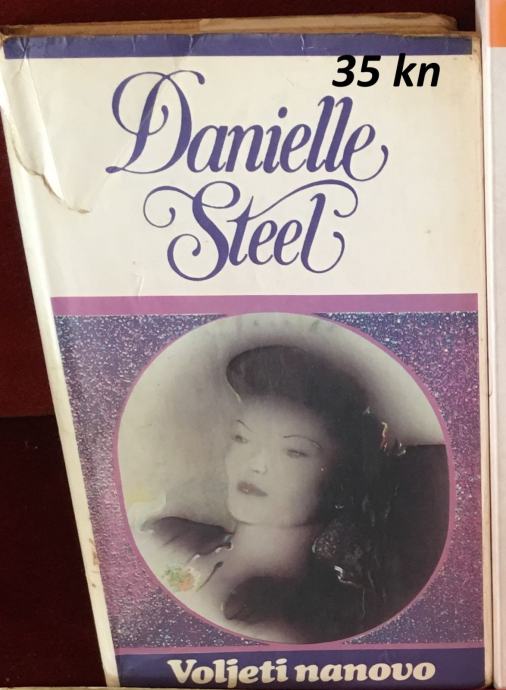 35 kn
Danielle
Steel
Voljeti nanovo